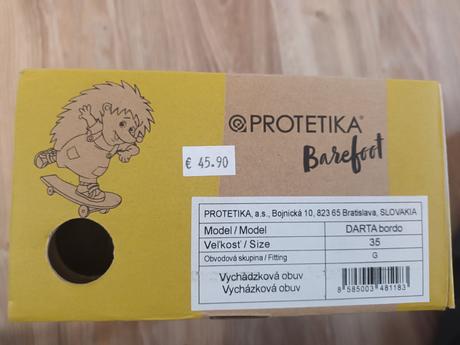 PROTETIKA®
Barefoot
€ 45.90
PROTETIKA, a.s., Bojnická 10, 823 65 Bratislava, SLOVAKIA
Model / Model DARTA bordo
Veľkosť / Size 35
Obvodová skupina / Fitting G
Vychádzková obuv
Vycházková obuv
8 585003 481183